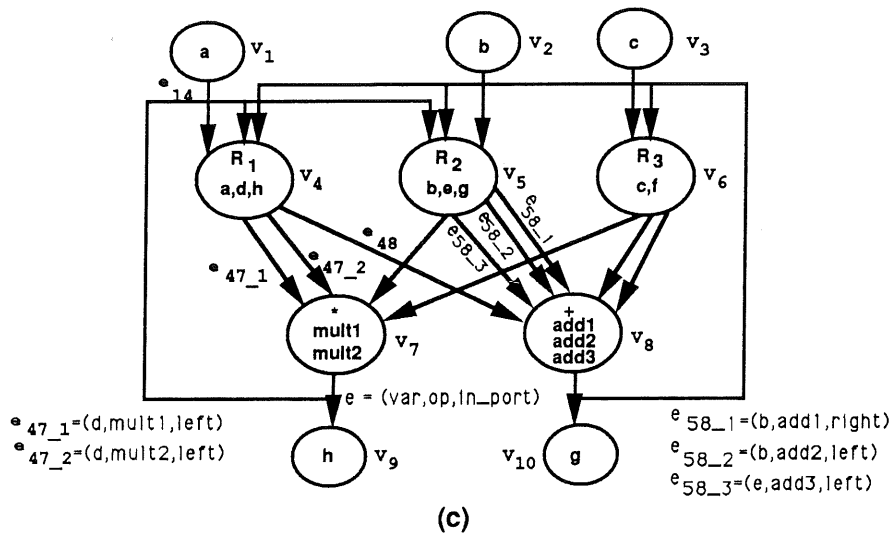 a v1 b v2 c v3
e14
R1 R2 R3
a,d,h v4 b,e,g v5 c,f v6
e48 e58_3 e58_2 e58_1
e47_1 e47_2
* +
mult1 add1
mult2 v7 add2 v8
add3
e = (var,op,in_port)
e47_1=(d,mult1,left) e58_1=(b,add1,right)
e47_2=(d,mult2,left) e58_2=(b,add2,left)
h v9 v10 g e58_3=(e,add3,left)
(c)